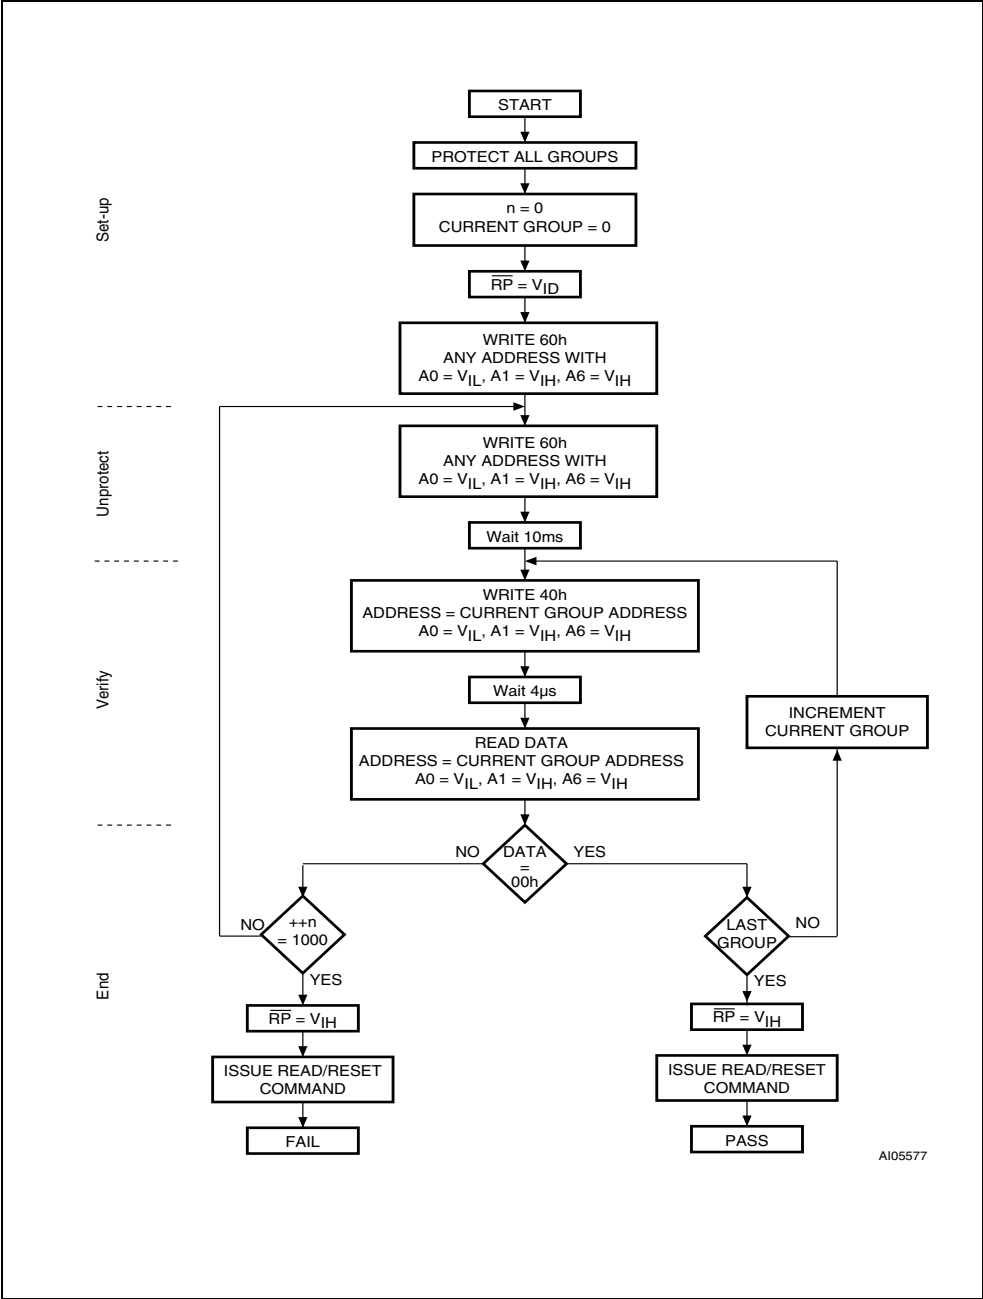 START
PROTECT ALL GROUPS
n = 0
CURRENT GROUP = 0
Set-up
R̅P̅ = VID
WRITE 60h
ANY ADDRESS WITH
A0 = VIL, A1 = VIH, A6 = VIH
WRITE 60h
ANY ADDRESS WITH
A0 = VIL, A1 = VIH, A6 = VIH
Unprotect
Wait 10ms
WRITE 40h
ADDRESS = CURRENT GROUP ADDRESS
A0 = VIL, A1 = VIH, A6 = VIH
Verify
Wait 4µs
INCREMENT
CURRENT GROUP
READ DATA
ADDRESS = CURRENT GROUP ADDRESS
A0 = VIL, A1 = VIH, A6 = VIH
NO
DATA
=
00h
YES
NO
++n
= 1000
LAST
GROUP
NO
End
YES
YES
R̅P̅ = VIH
R̅P̅ = VIH
ISSUE READ/RESET
COMMAND
ISSUE READ/RESET
COMMAND
FAIL
PASS
AI05577